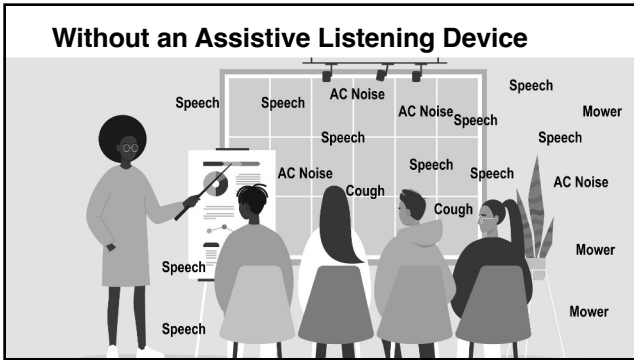 Without an Assistive Listening Device
Speech
AC Noise
Speech
Speech
AC Noise
Mower
Speech
Speech
Speech
Speech
AC Noise
Speech
AC Noise
Cough
Cough
Mower
Speech
Mower
Speech